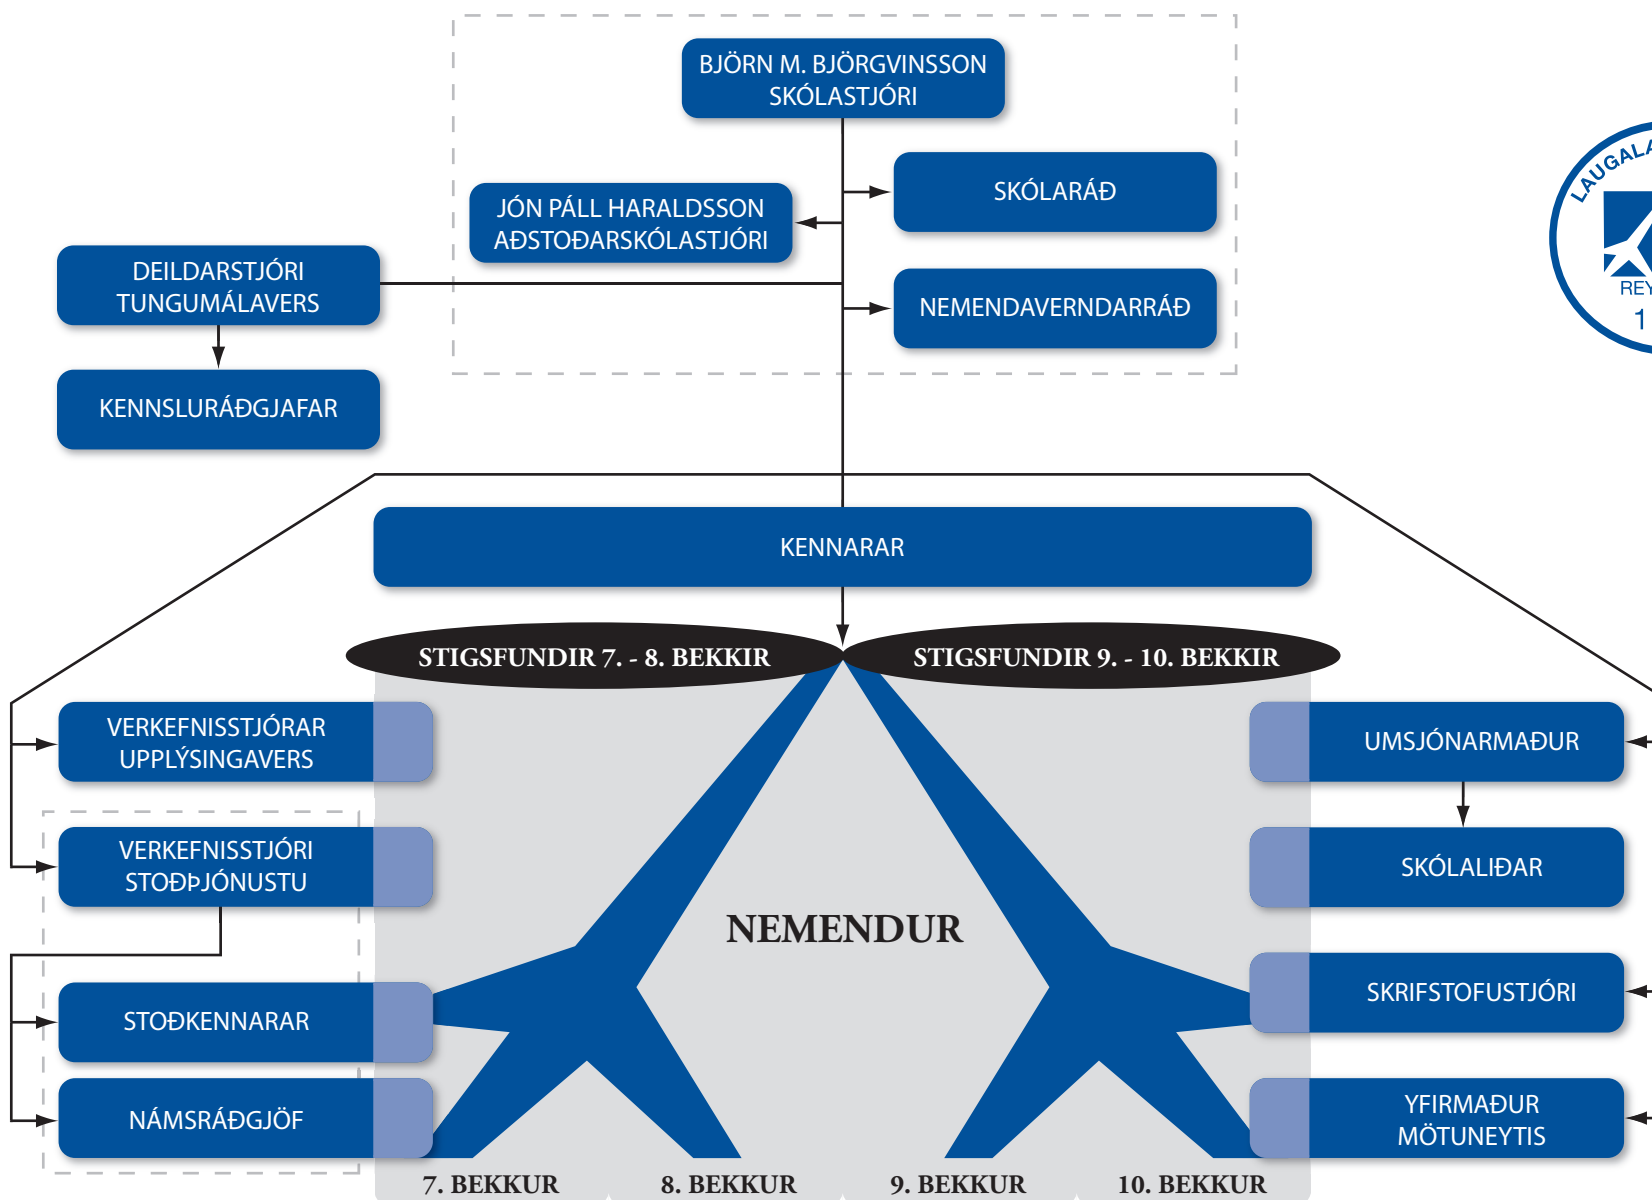 BJÖRN M. BJÖRGVINSSON
SKÓLASTJÓRI
SKÓLARÁÐ
JÓN PÁLL HARALDSSON
AÐSTOÐARSKÓLASTJÓRI
DEILDARSTJÓRI
TUNGUMÁLAVERS
NEMENDAVERNDARRÁÐ
KENNSLURÁÐGJAFAR
KENNARAR
STIGSFUNDIR 7. - 8. BEKKIR
STIGSFUNDIR 9. - 10. BEKKIR
VERKEFNISSTJÓRAR
UPPLÝSINGAVERS
UMSJÓNARMAÐUR
VERKEFNISSTJÓRI
STOÐÞJÓNUSTU
SKÓLALIÐAR
NEMENDUR
STOÐKENNARAR
SKRIFSTOFUSTJÓRI
NÁMSRÁÐGJÖF
YFIRMAÐUR
MÖTUNEYTIS
7. BEKKUR
8. BEKKUR
9. BEKKUR
10. BEKKUR